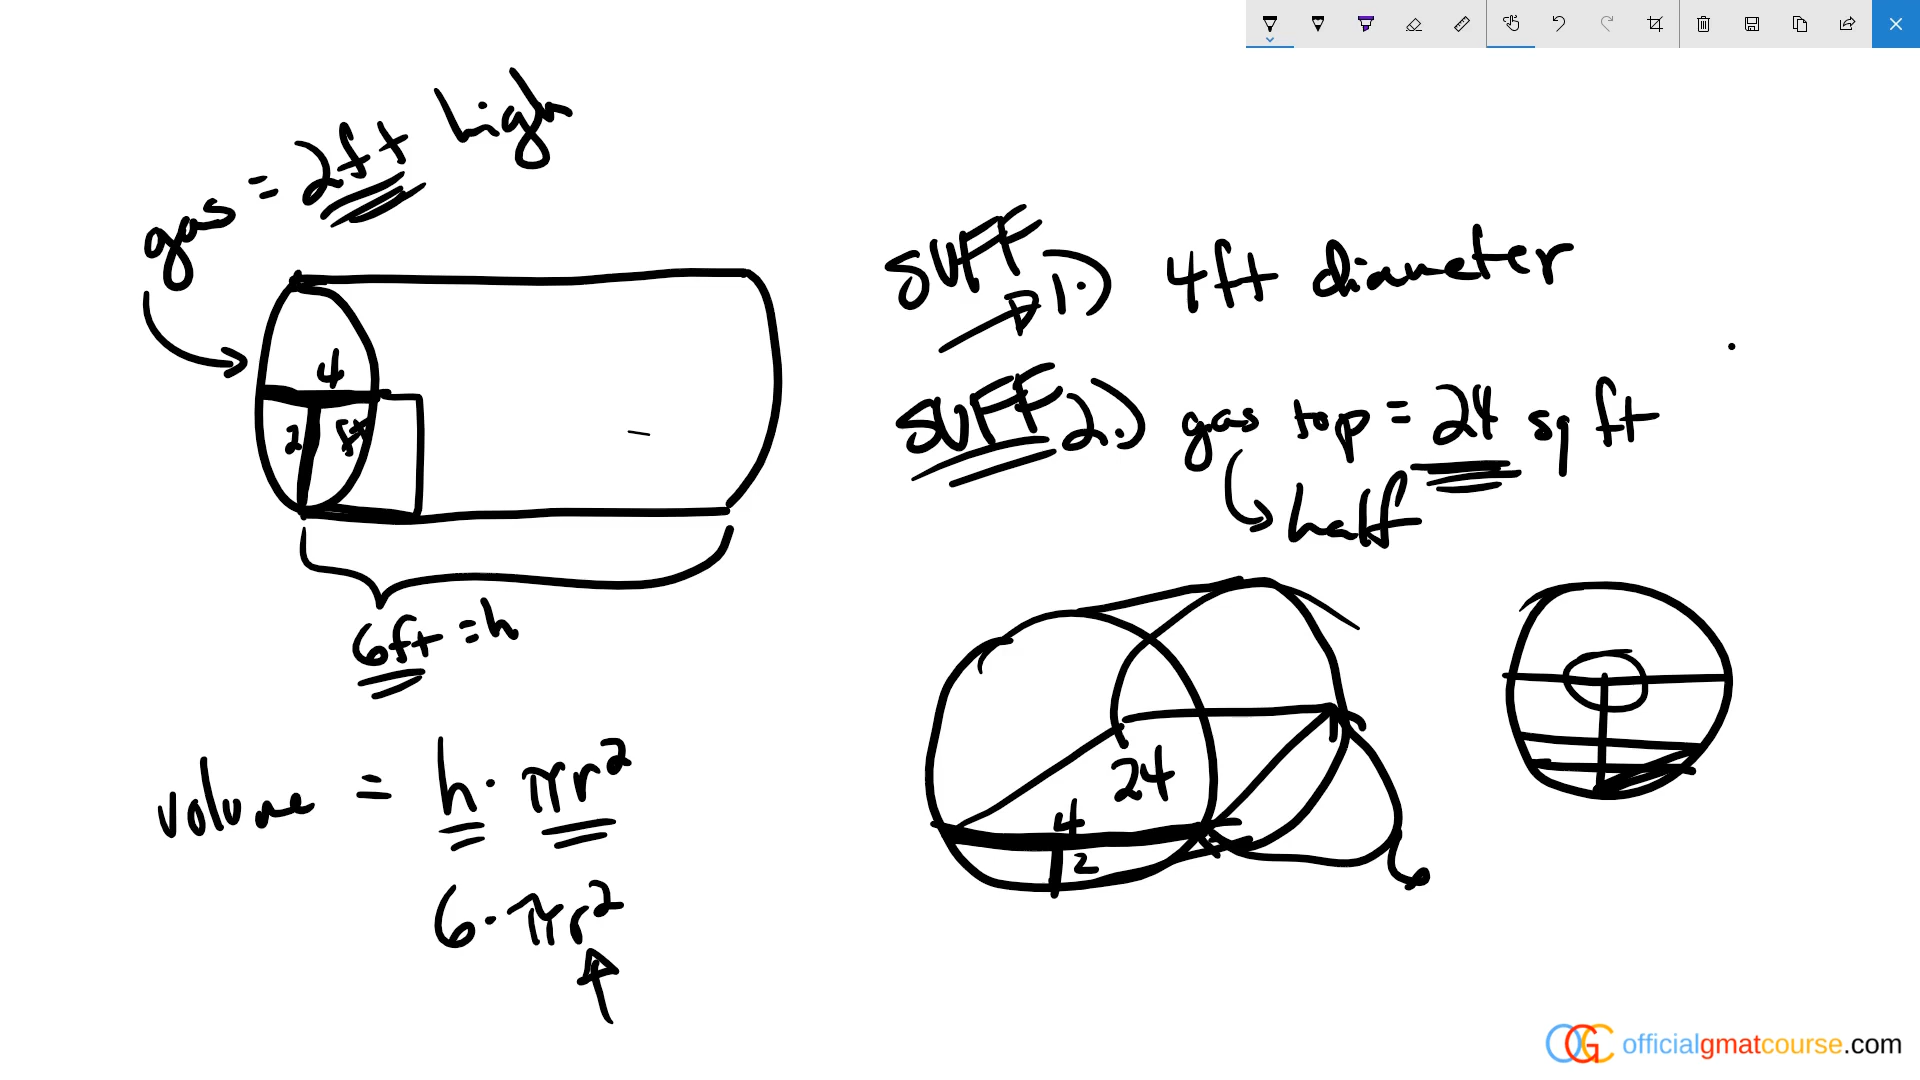 gas = 2ft high
4
2 ft
6ft = h
volume = h · πr²
6 · πr²
SUFF 1.) 4ft diameter
SUFF 2.) gas top = 24 sq ft
half
24
4
2
OGC officialgmatcourse.com